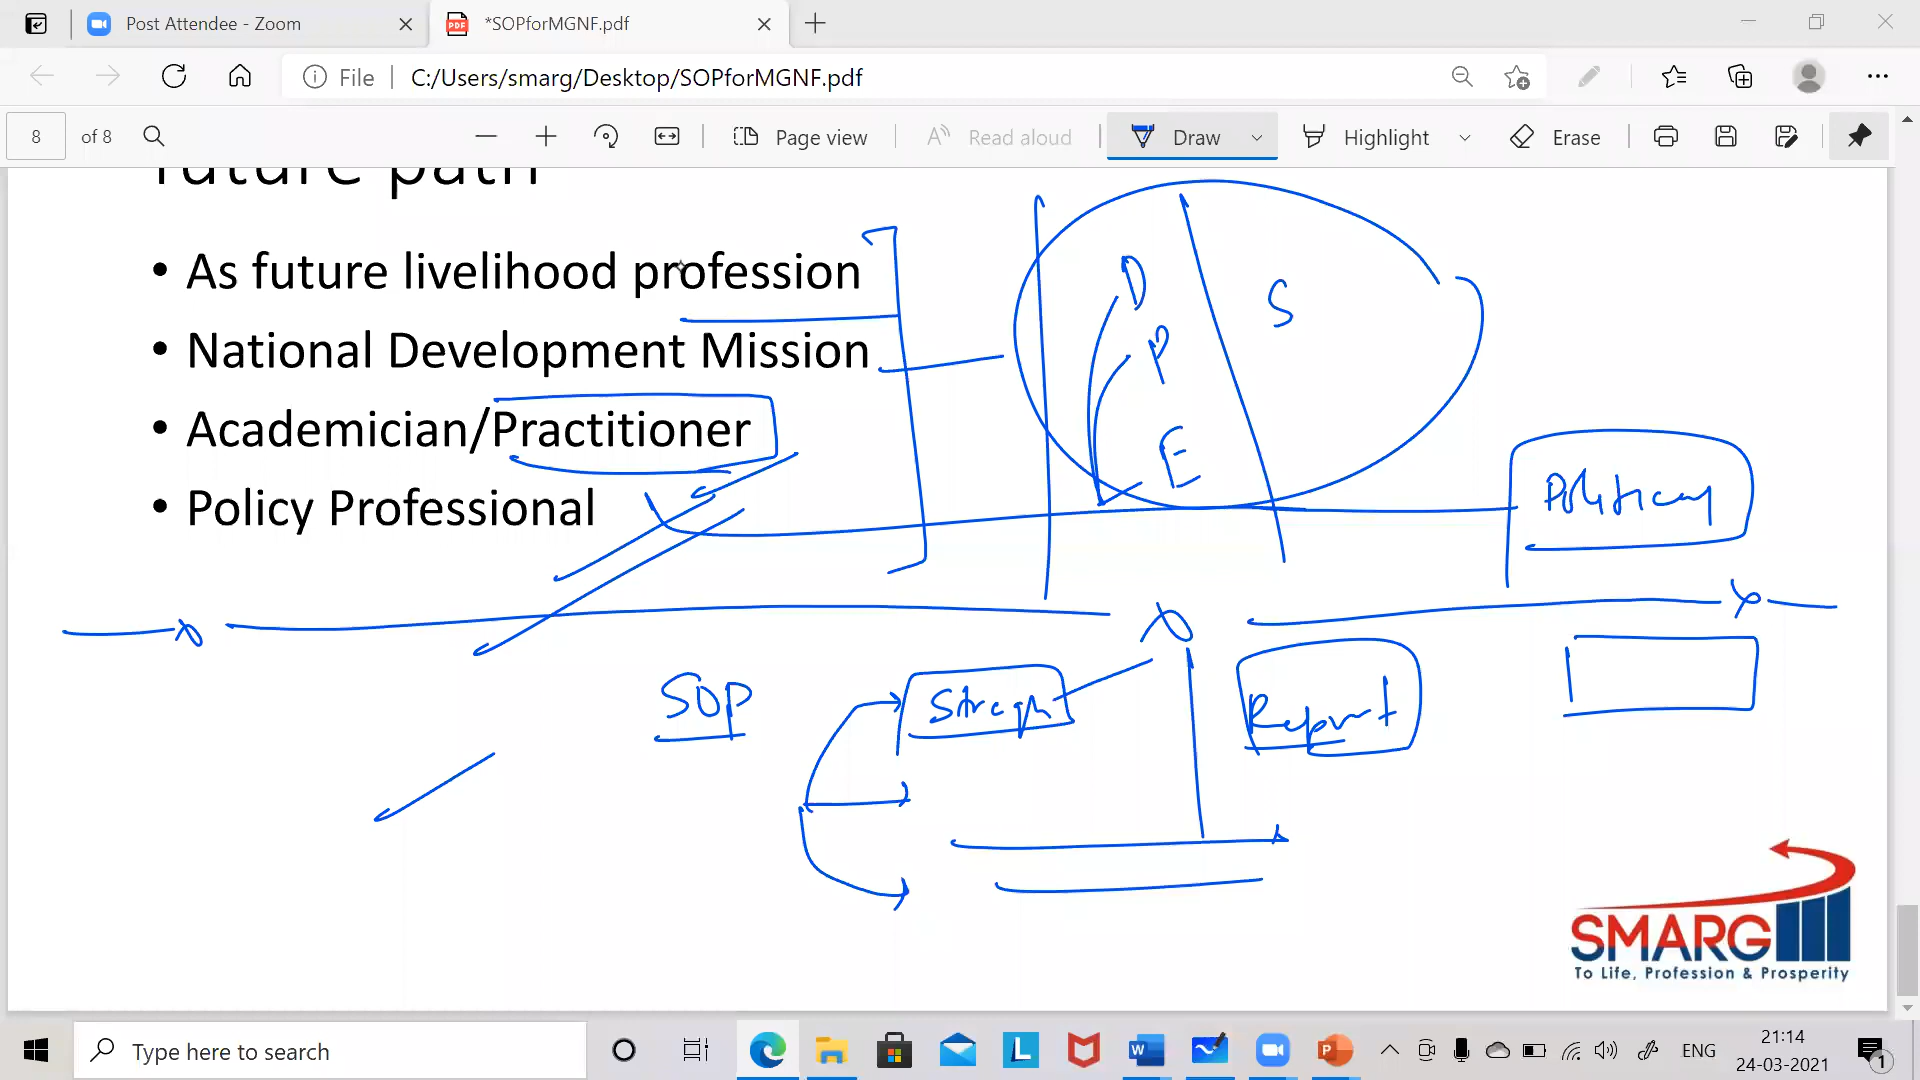 Post Attendee - Zoom
*SOPforMGNF.pdf
File
C:/Users/smarg/Desktop/SOPforMGNF.pdf
8 of 8
Page view
Read aloud
Draw
Highlight
Erase
future path
• As future livelihood profession
• National Development Mission
• Academician/Practitioner
• Policy Professional
D
S
P
E
SOP
Report
SMARG
To Life, Profession & Prosperity
Type here to search
ENG
21:14
24-03-2021
1